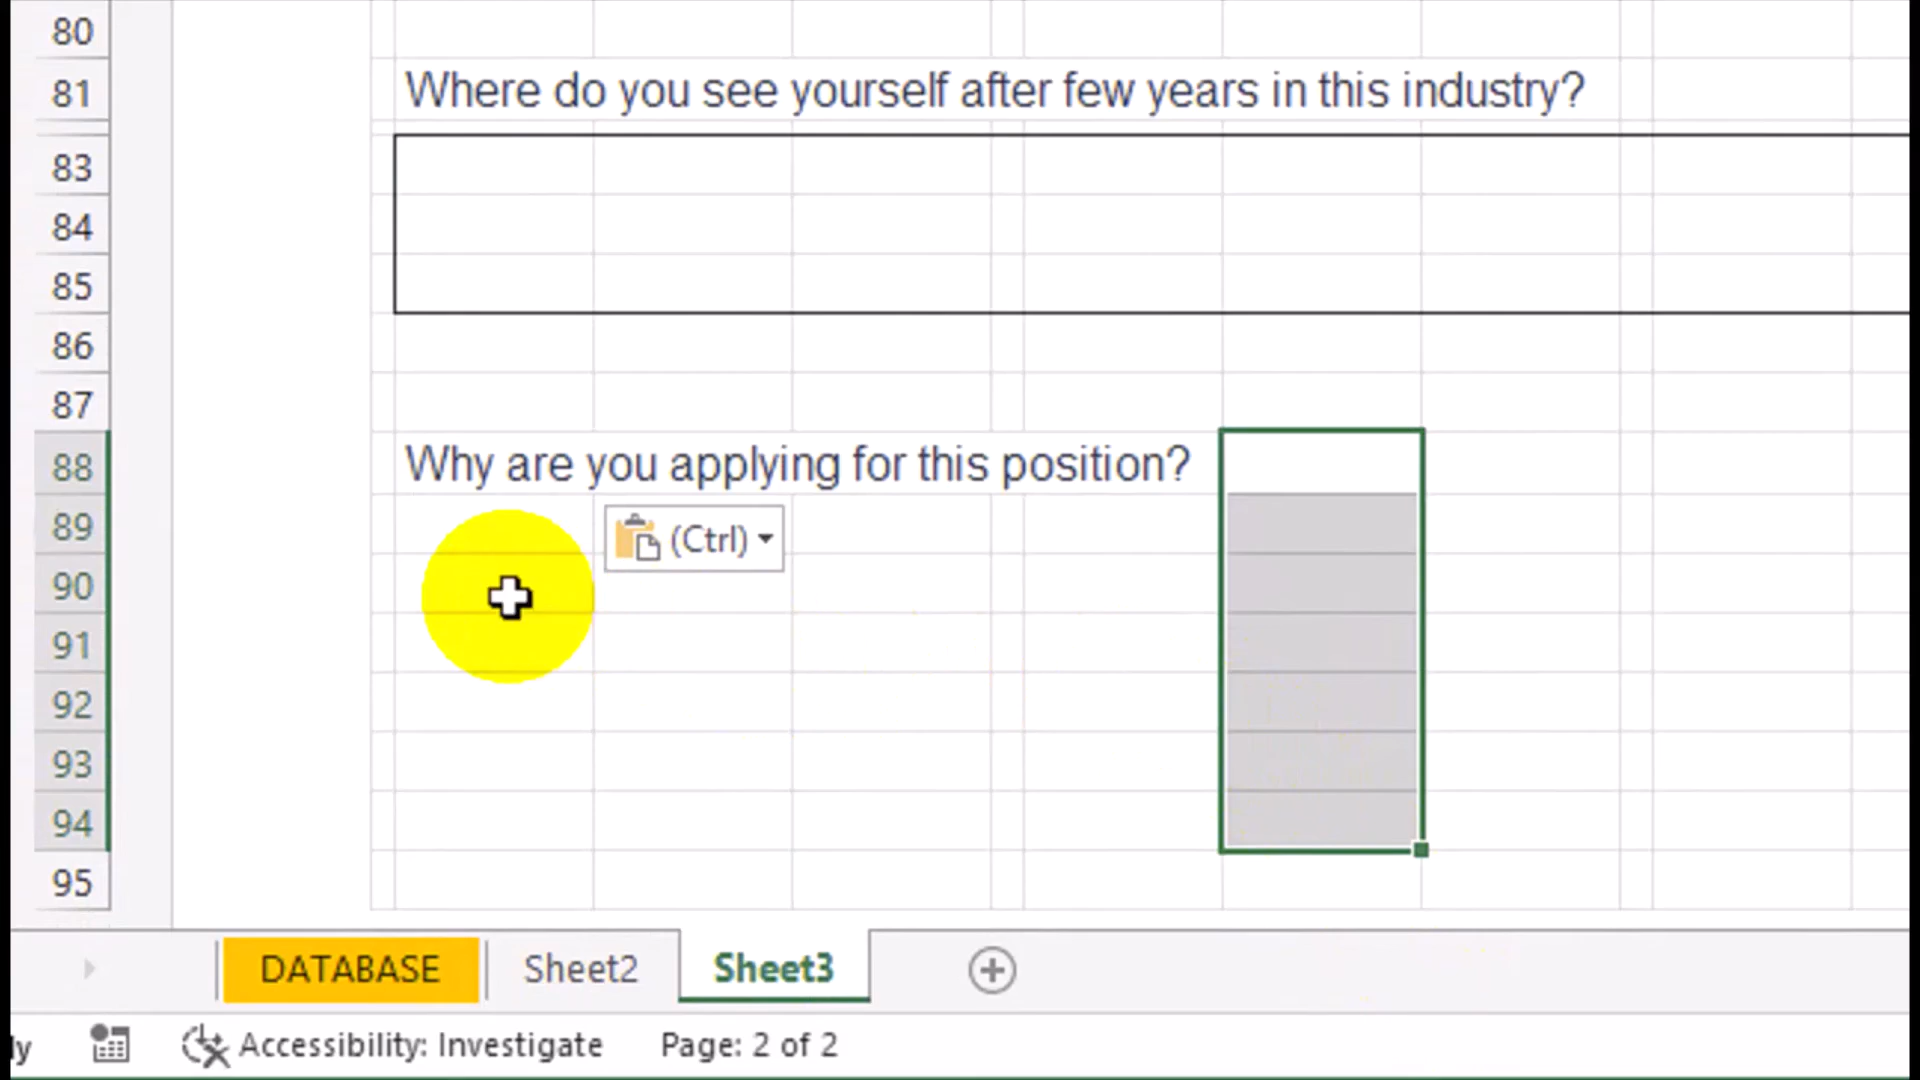 80
81 Where do you see yourself after few years in this industry?
83
84
85
86
87
88 Why are you applying for this position?
89 (Ctrl)
90
91
92
93
94
95
DATABASE Sheet2 Sheet3
ly Accessibility: Investigate Page: 2 of 2